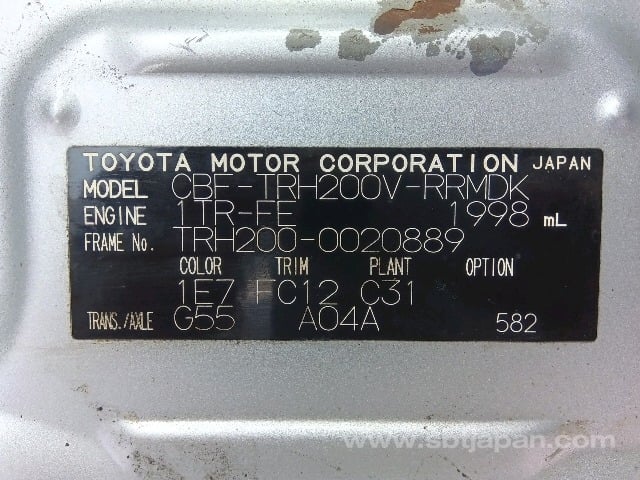 TOYOTA MOTOR CORPORATION JAPAN
MODEL CBF-TRH200V-RRMDK
ENGINE 1TR-FE 1998 mL
FRAME No. TRH200-0020889
COLOR TRIM PLANT OPTION
1E7 FC12 C31
TRANS./AXLE G55 A04A 582
www.sbtjapan.com